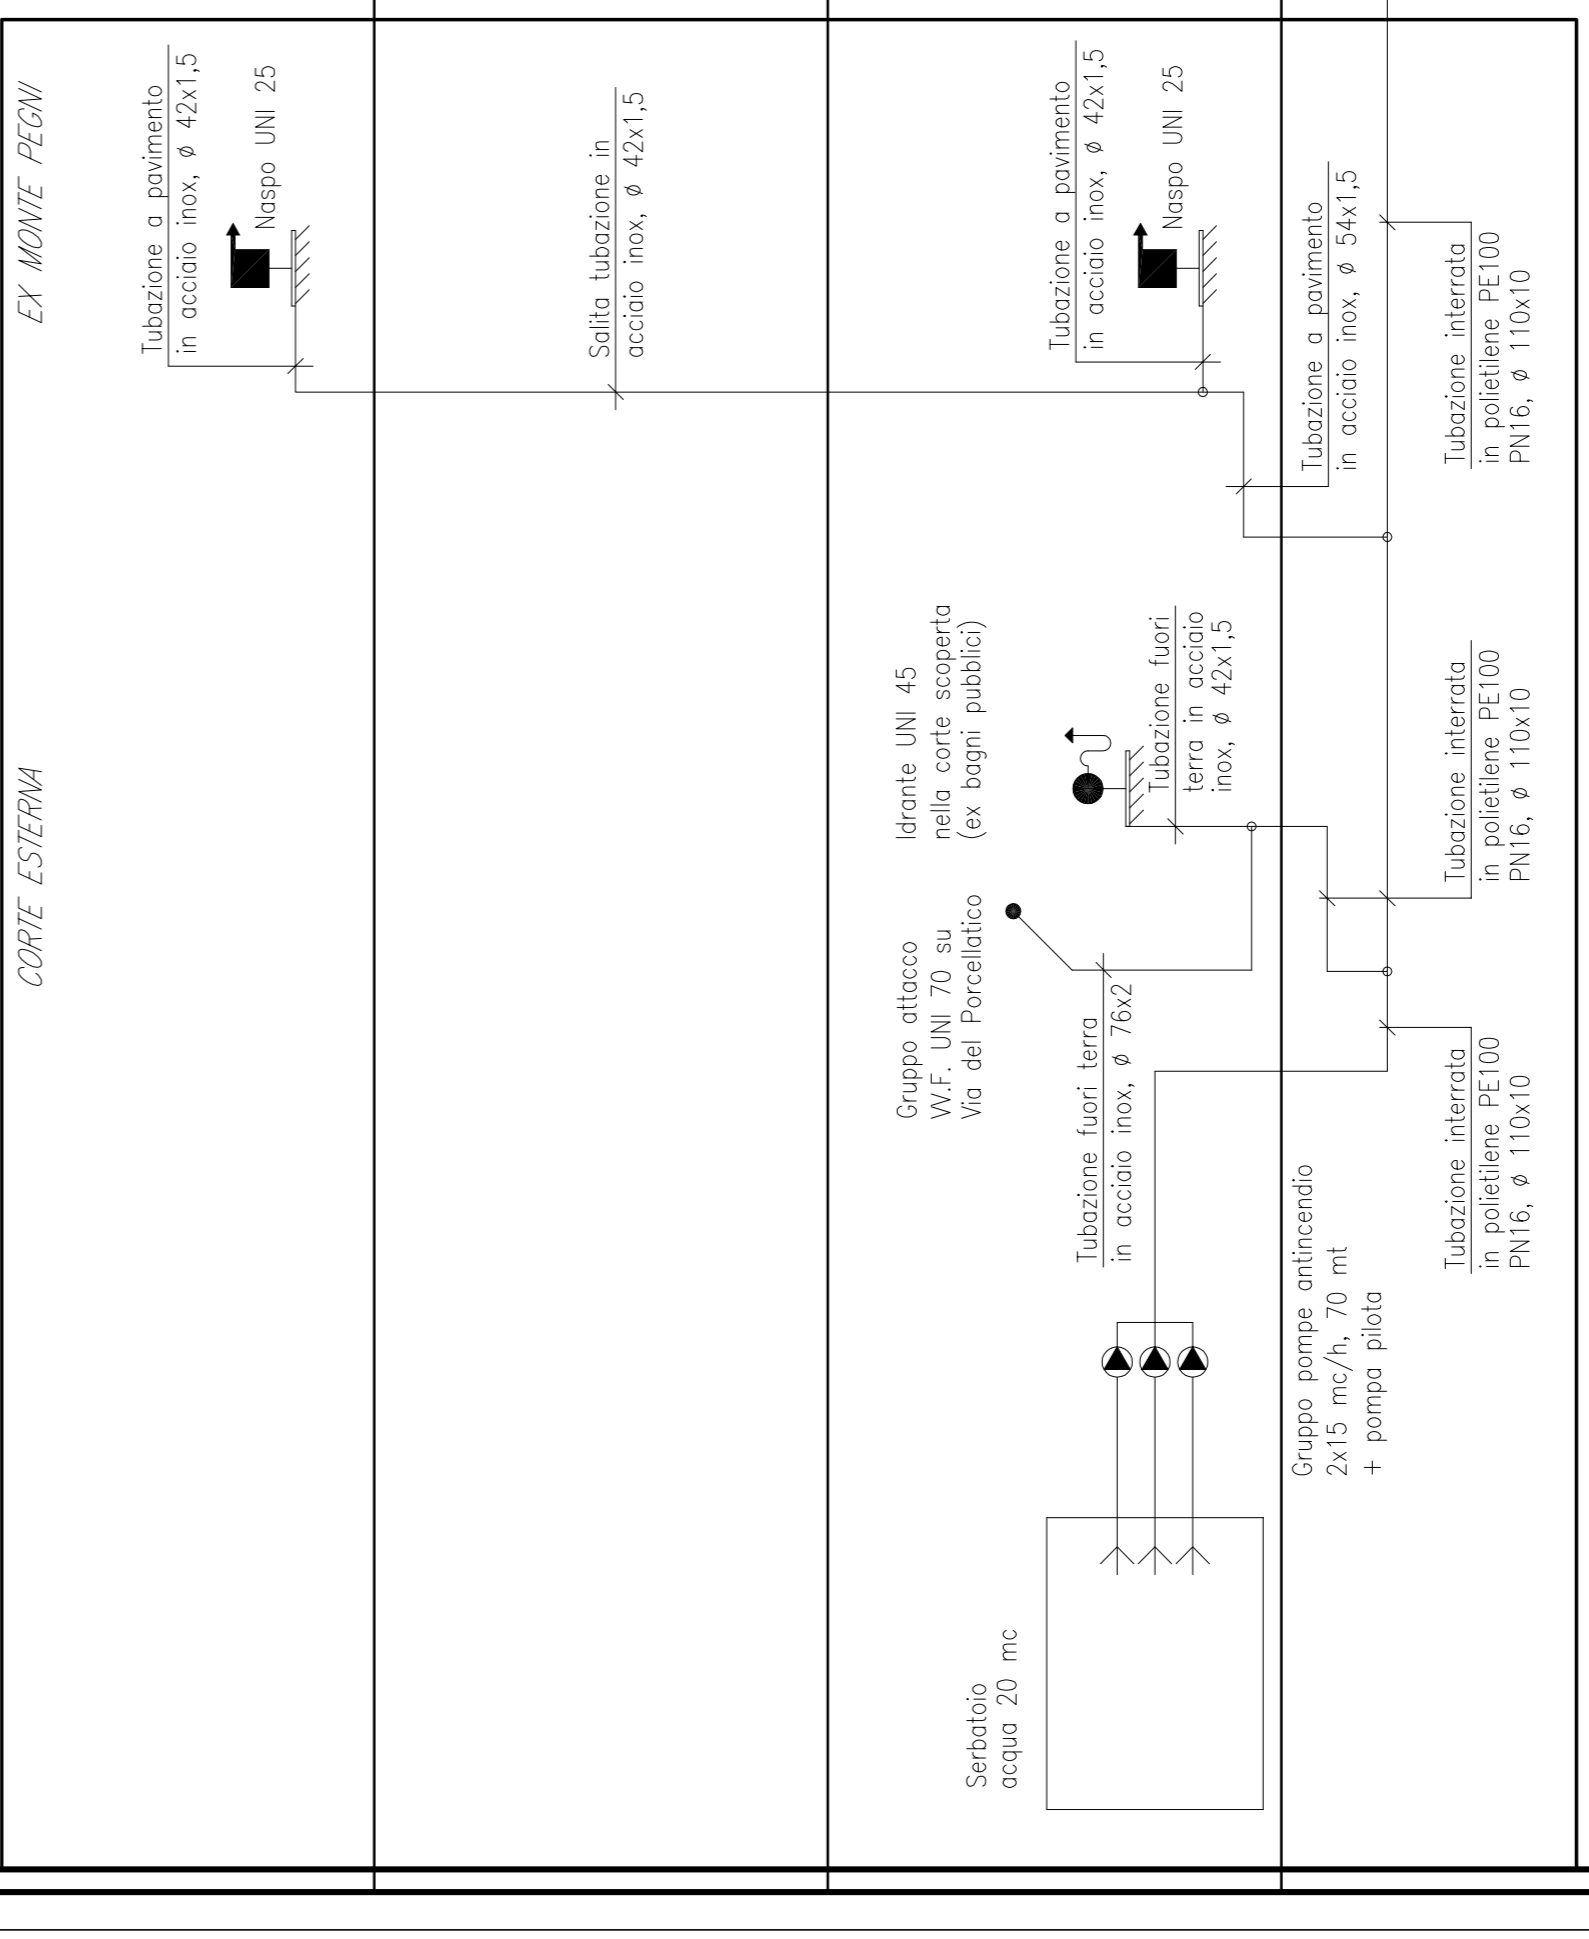 CORTE ESTERNA
EX MONTE PEGNI
Tubazione a pavimento
in acciaio inox, ø 42x1,5
Naspo UNI 25
Salita tubazione in
acciaio inox, ø 42x1,5
Gruppo attacco
VV.F. UNI 70 su
Via del Porcellatico
Idrante UNI 45
nella corte scoperta
(ex bagni pubblici)
Serbatoio
acqua 20 mc
Tubazione fuori terra
in acciaio inox, ø 76x2
Tubazione fuori
terra in acciaio
inox, ø 42x1,5
Tubazione a pavimento
in acciaio inox, ø 42x1,5
Naspo UNI 25
Gruppo pompe antincendio
2x15 mc/h, 70 mt
+ pompa pilota
Tubazione a pavimento
in acciaio inox, ø 54x1,5
Tubazione interrata
in polietilene PE100
PN16, ø 110x10
Tubazione interrata
in polietilene PE100
PN16, ø 110x10
Tubazione interrata
in polietilene PE100
PN16, ø 110x10